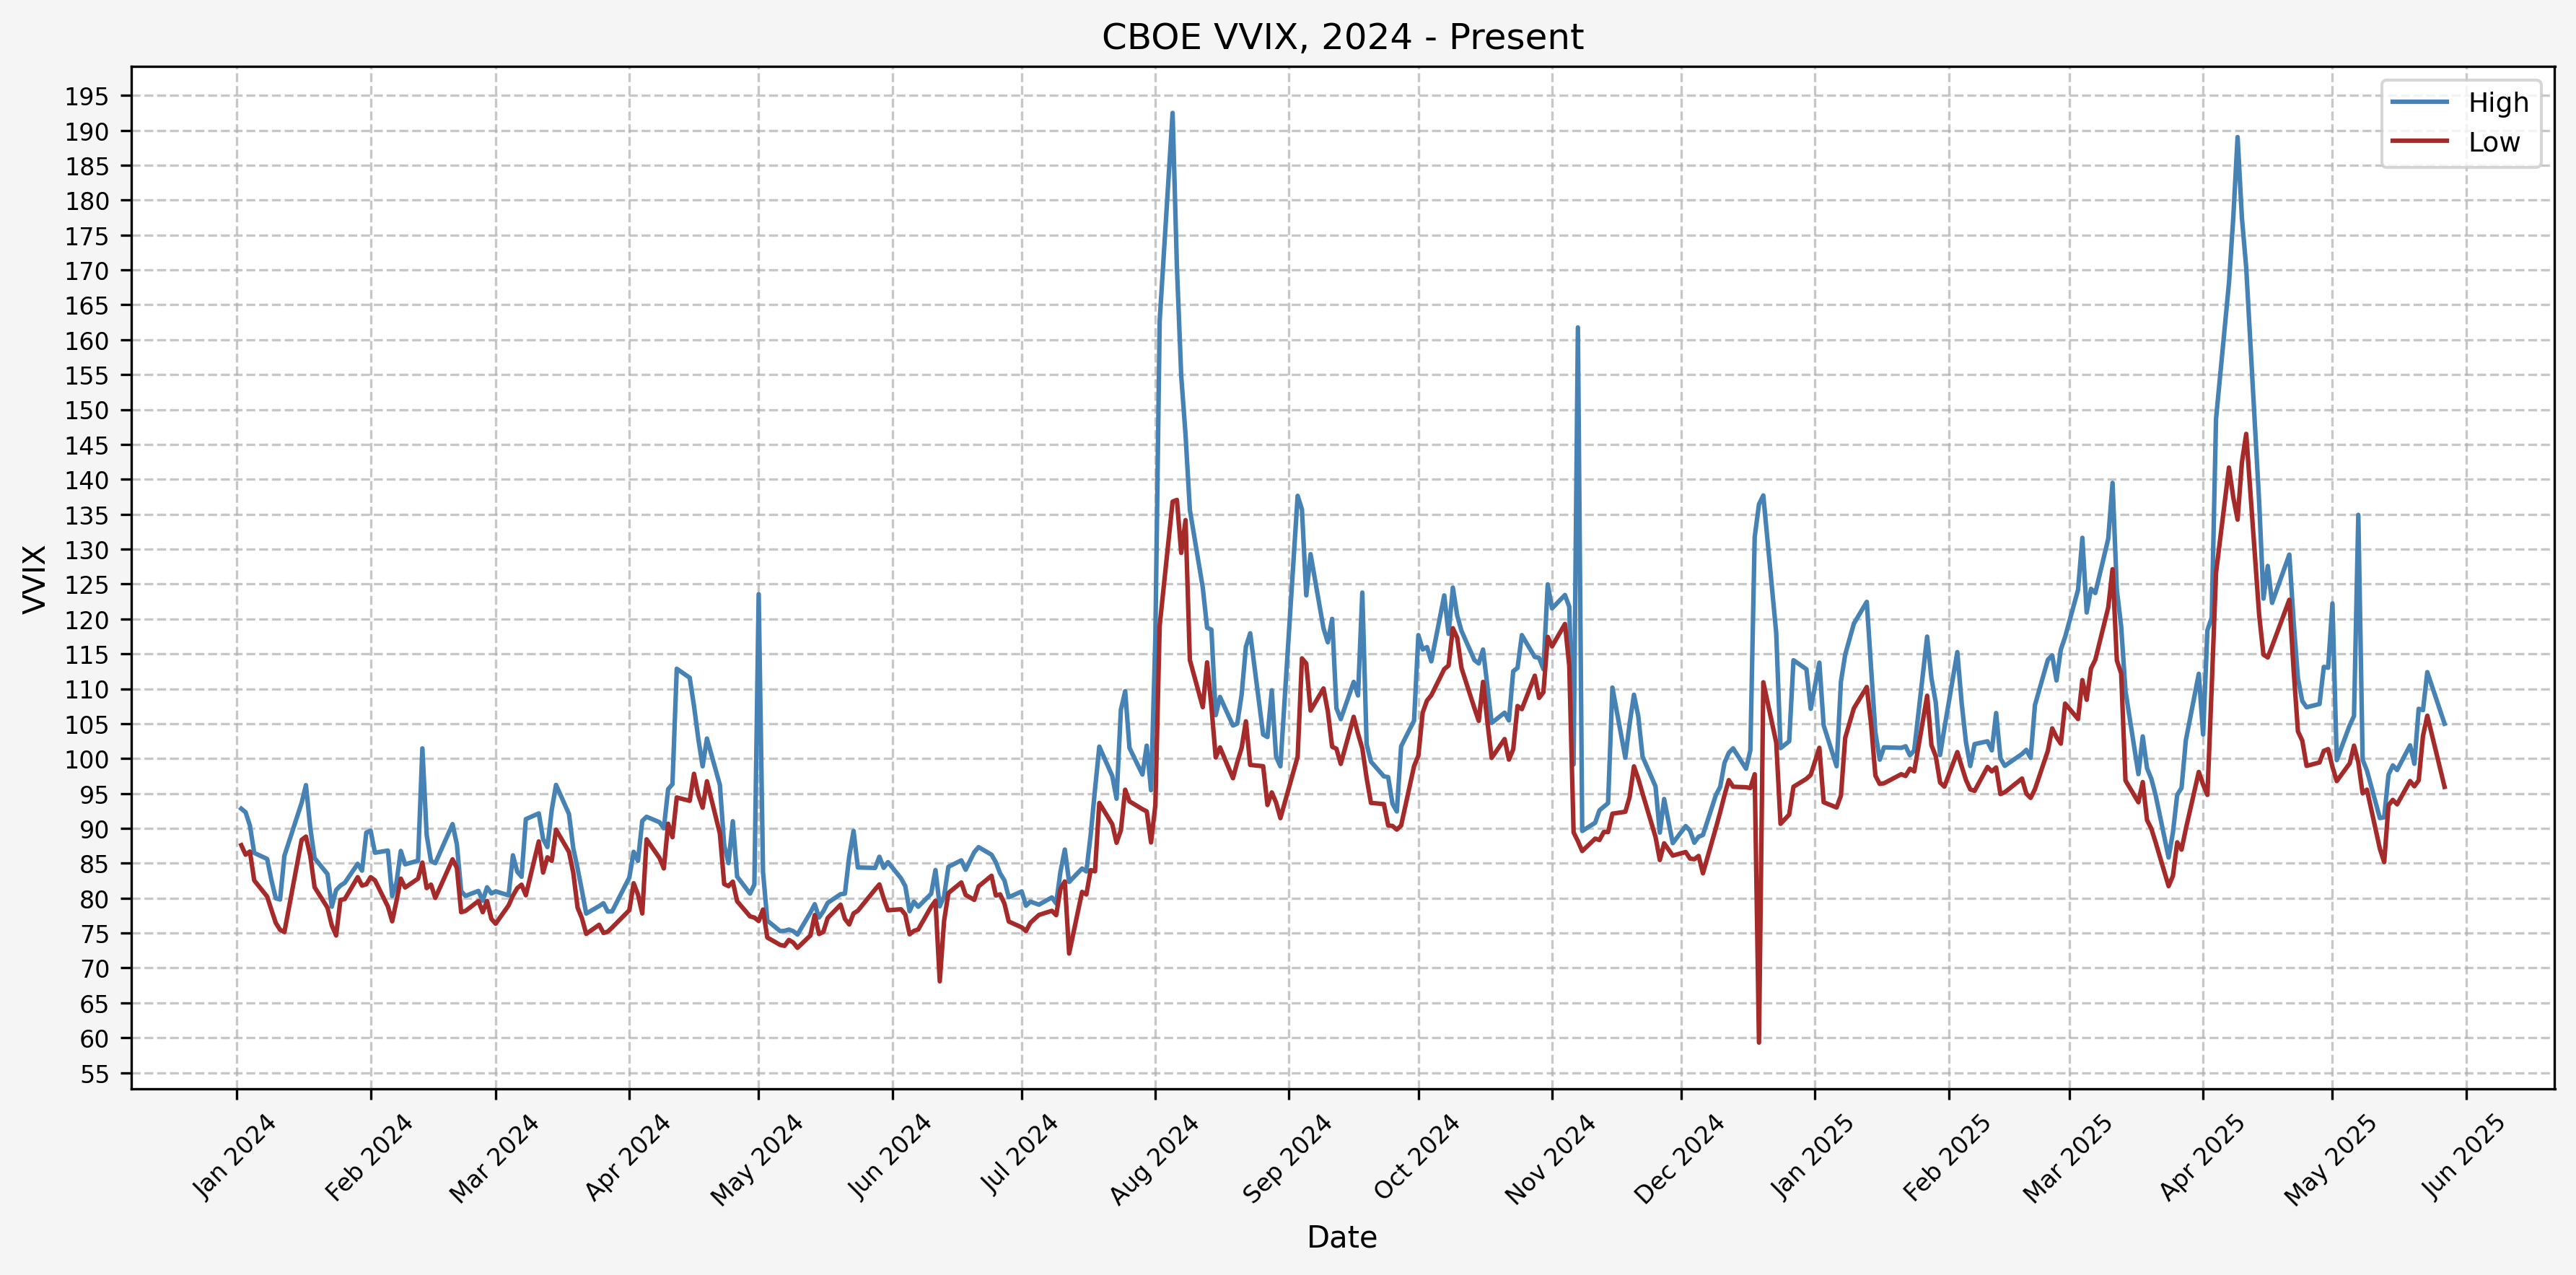 CBOE VVIX, 2024 - Present
High
Low
195
190
185
180
175
170
165
160
155
150
145
140
135
130
125
120
115
110
105
100
95
90
85
80
75
70
65
60
55
VVIX
Jan 2024
Feb 2024
Mar 2024
Apr 2024
May 2024
Jun 2024
Jul 2024
Aug 2024
Sep 2024
Oct 2024
Nov 2024
Dec 2024
Jan 2025
Feb 2025
Mar 2025
Apr 2025
May 2025
Jun 2025
Date